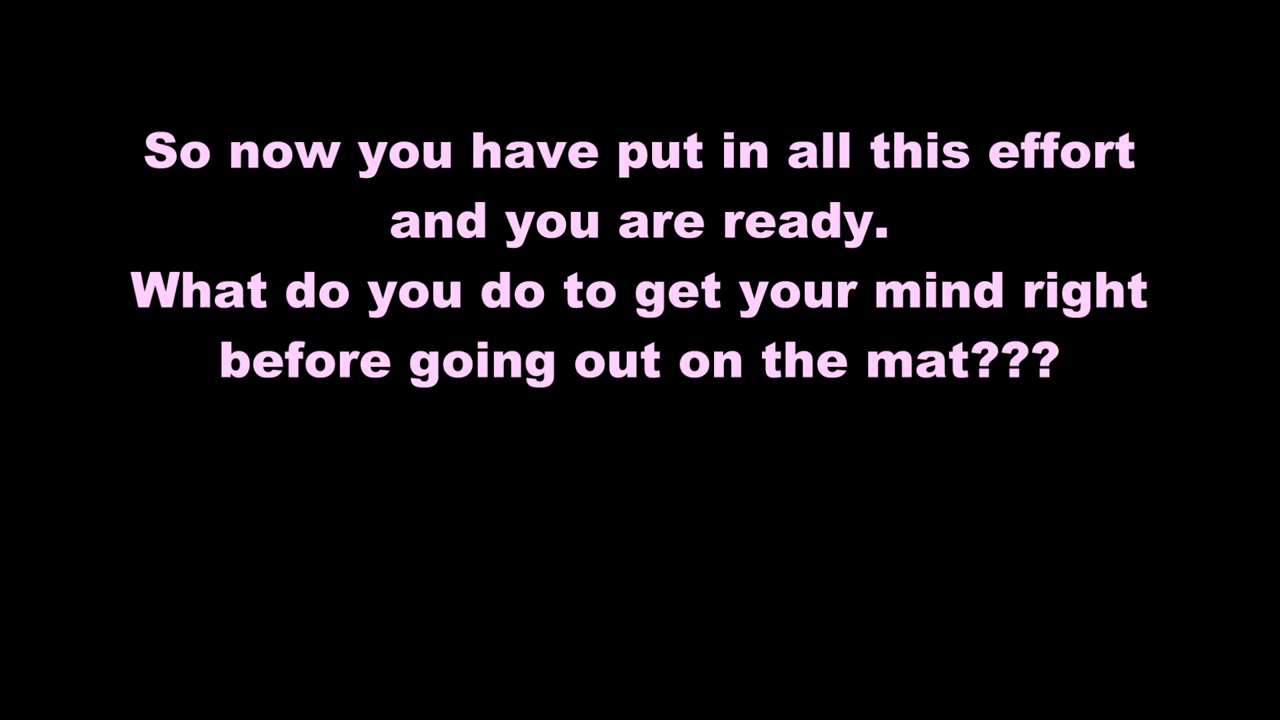 So now you have put in all this effort
and you are ready.
What do you do to get your mind right
before going out on the mat???